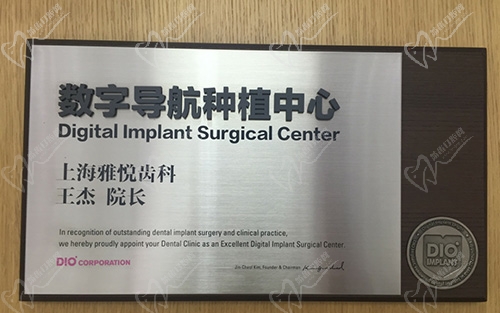 数字导航种植中心
Digital Implant Surgical Center
上海雅悦齿科
王杰 院长
In recognition of outstanding dental implant surgery and clinical practice,
we hereby proudly appoint your Dental Clinic as an Excellent Digital Implant Surgical Center.
DIO CORPORATION
Founder & Chairman
DIO
IMPLANT